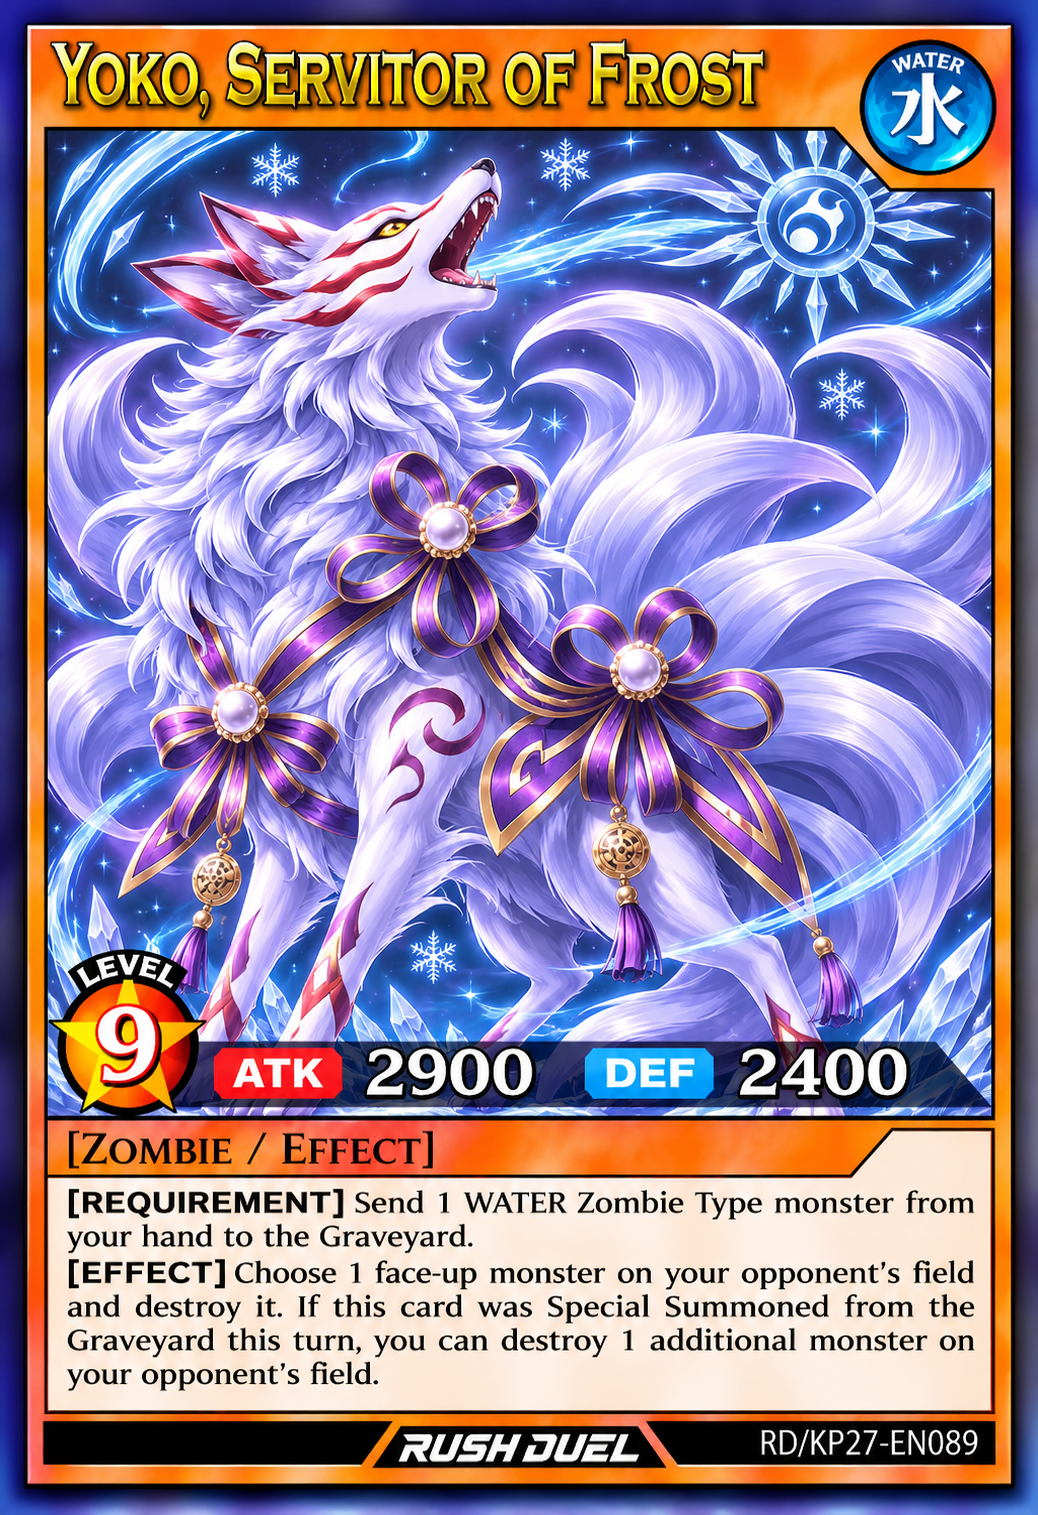 Yoko, Servitor of Frost
WATER
水
LEVEL
9
ATK 2900 DEF 2400
[Zombie / Effect]
[REQUIREMENT] Send 1 WATER Zombie Type monster from
your hand to the Graveyard.
[EFFECT] Choose 1 face-up monster on your opponent's field
and destroy it. If this card was Special Summoned from the
Graveyard this turn, you can destroy 1 additional monster on
your opponent's field.
RUSH DUEL
RD/KP27-EN089